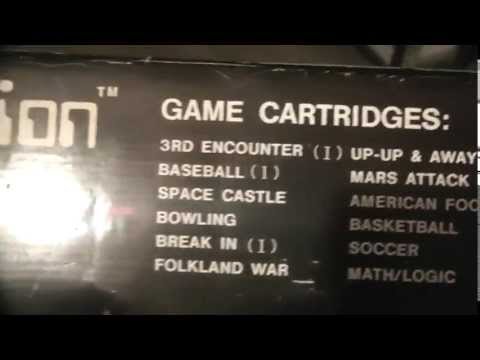 ion™
GAME CARTRIDGES:
3RD ENCOUNTER (I)
BASEBALL (1)
SPACE CASTLE
BOWLING
BREAK IN (I)
FOLKLAND WAR
UP-UP & AWAY
MARS ATTACK
AMERICAN FOO
BASKETBALL
SOCCER
MATH/LOGIC